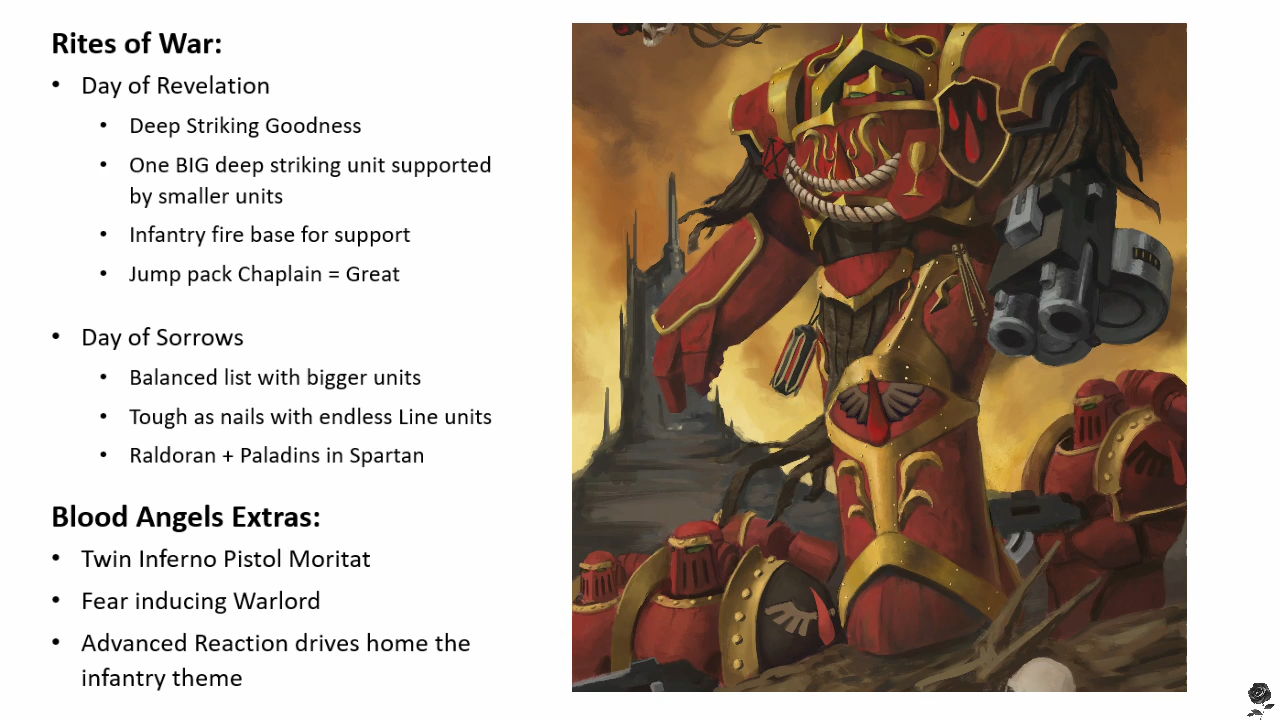 Rites of War:
• Day of Revelation
• Deep Striking Goodness
• One BIG deep striking unit supported
by smaller units
• Infantry fire base for support
• Jump pack Chaplain = Great
• Day of Sorrows
• Balanced list with bigger units
• Tough as nails with endless Line units
• Raldoran + Paladins in Spartan
Blood Angels Extras:
• Twin Inferno Pistol Moritat
• Fear inducing Warlord
• Advanced Reaction drives home the
infantry theme